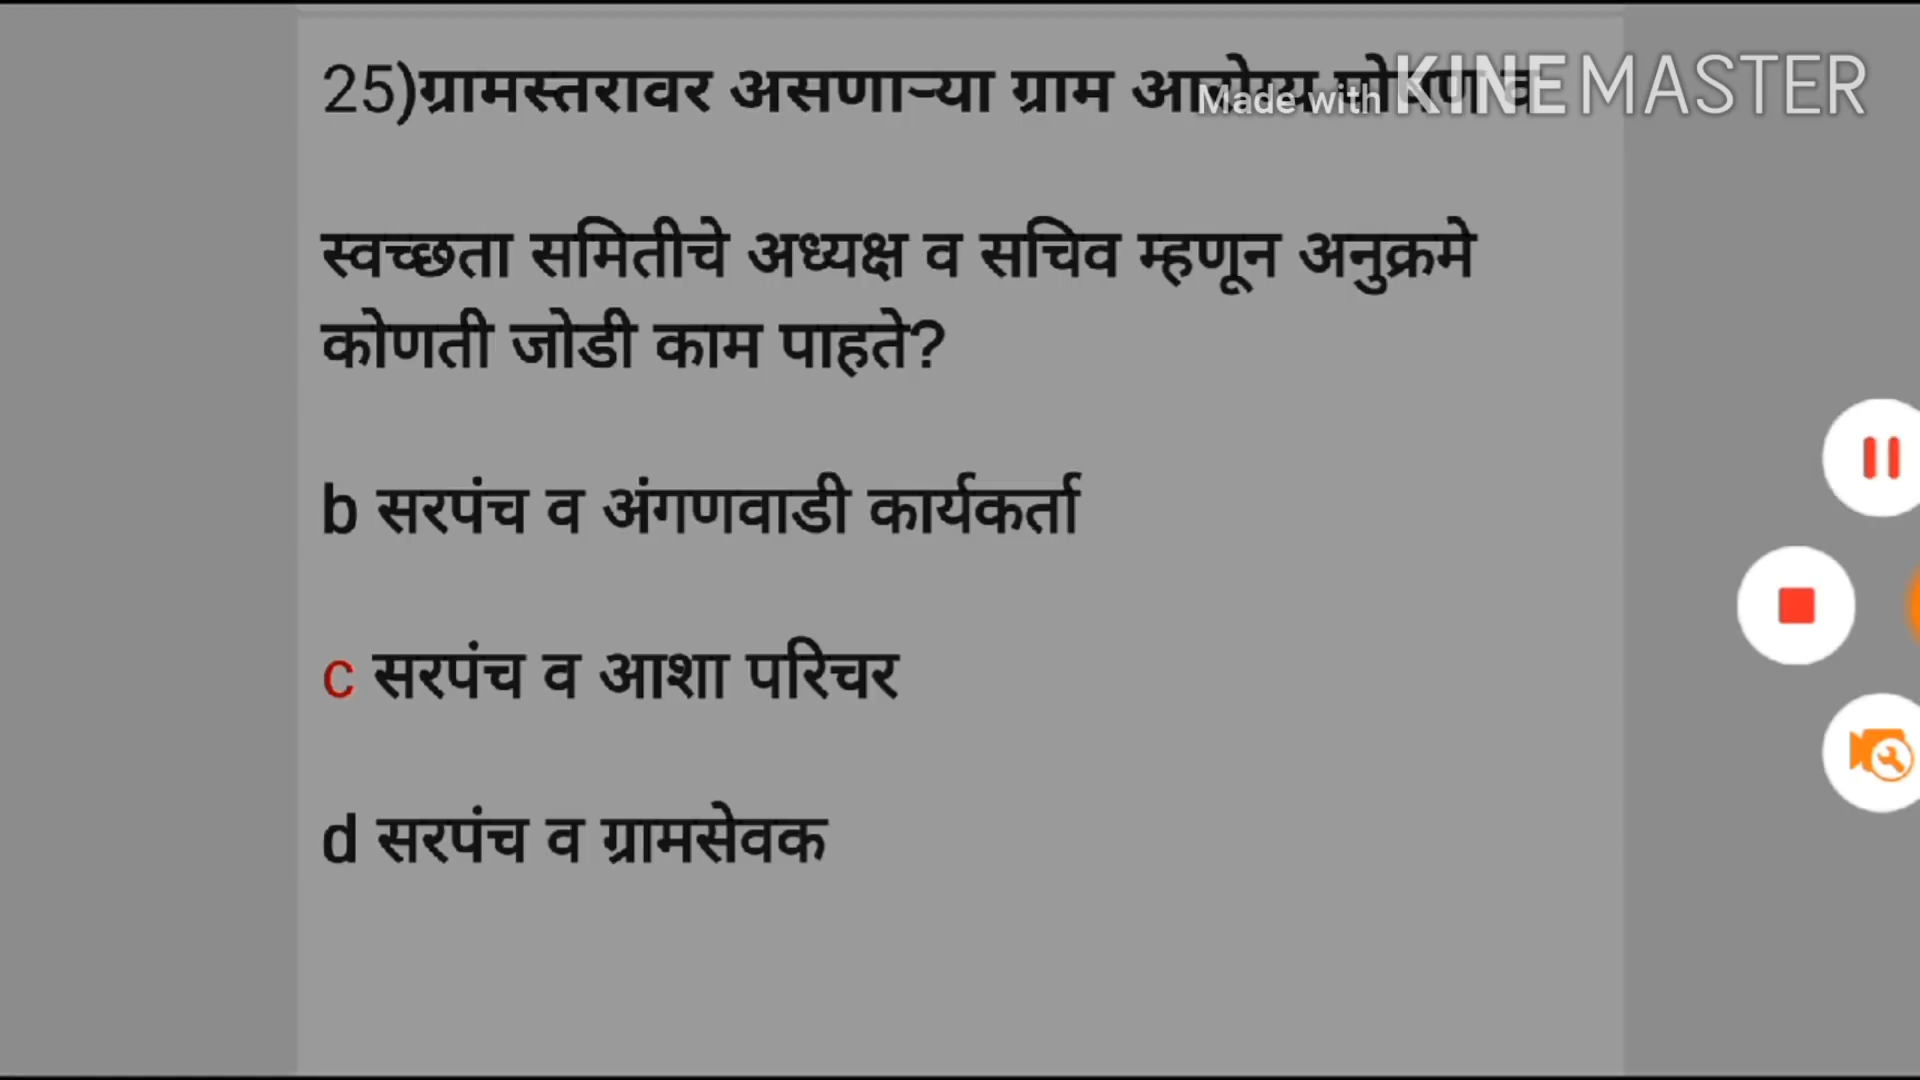 25)ग्रामस्तरावर असणाऱ्या ग्राम आरोग्य पोषण व
Made with KINEMASTER
स्वच्छता समितीचे अध्यक्ष व सचिव म्हणून अनुक्रमे
कोणती जोडी काम पाहते?
b सरपंच व अंगणवाडी कार्यकर्ता
c सरपंच व आशा परिचर
d सरपंच व ग्रामसेवक